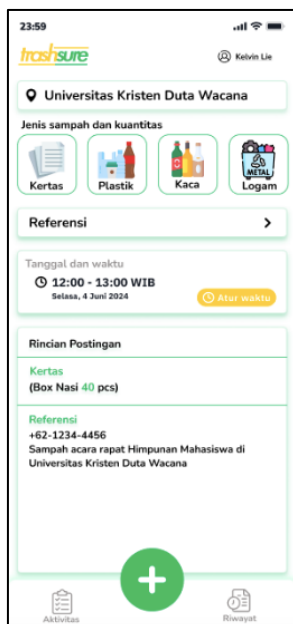 23:59
trashsure
Kelvin Lie
Universitas Kristen Duta Wacana
Jenis sampah dan kuantitas
METAL
Kertas Plastik Kaca Logam
Referensi
Tanggal dan waktu
12:00 - 13:00 WIB
Selasa, 4 Juni 2024
Atur waktu
Rincian Postingan
Kertas
(Box Nasi 40 pcs)
Referensi
+62-1234-4456
Sampah acara rapat Himpunan Mahasiswa di
Universitas Kristen Duta Wacana
Aktivitas Riwayat